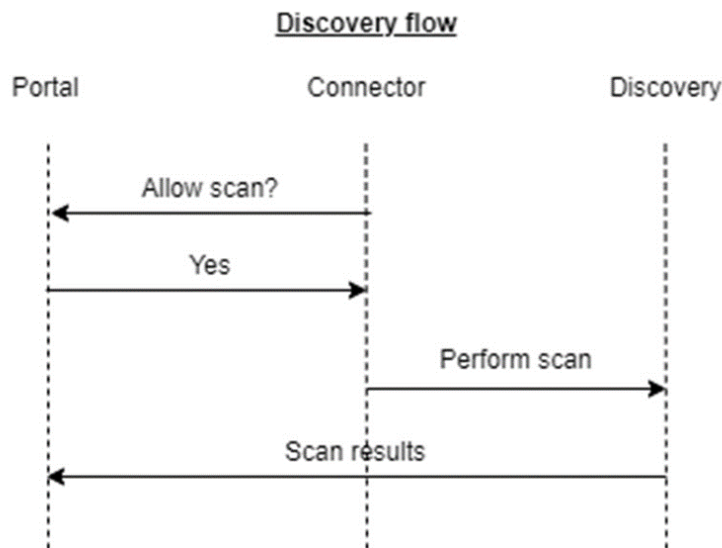 Discovery flow
Portal Connector Discovery
Allow scan?
Yes
Perform scan
Scan results